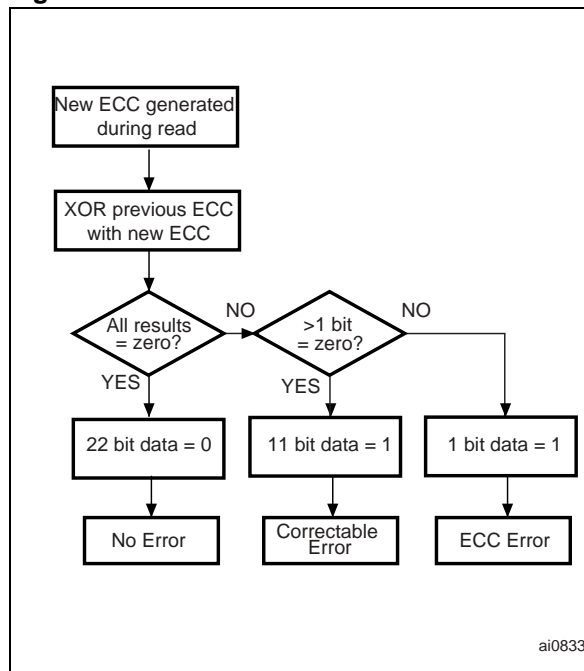 New ECC generated
during read
XOR previous ECC
with new ECC
All results
= zero?
NO
>1 bit
= zero?
NO
YES
YES
22 bit data = 0
11 bit data = 1
1 bit data = 1
No Error
Correctable
Error
ECC Error